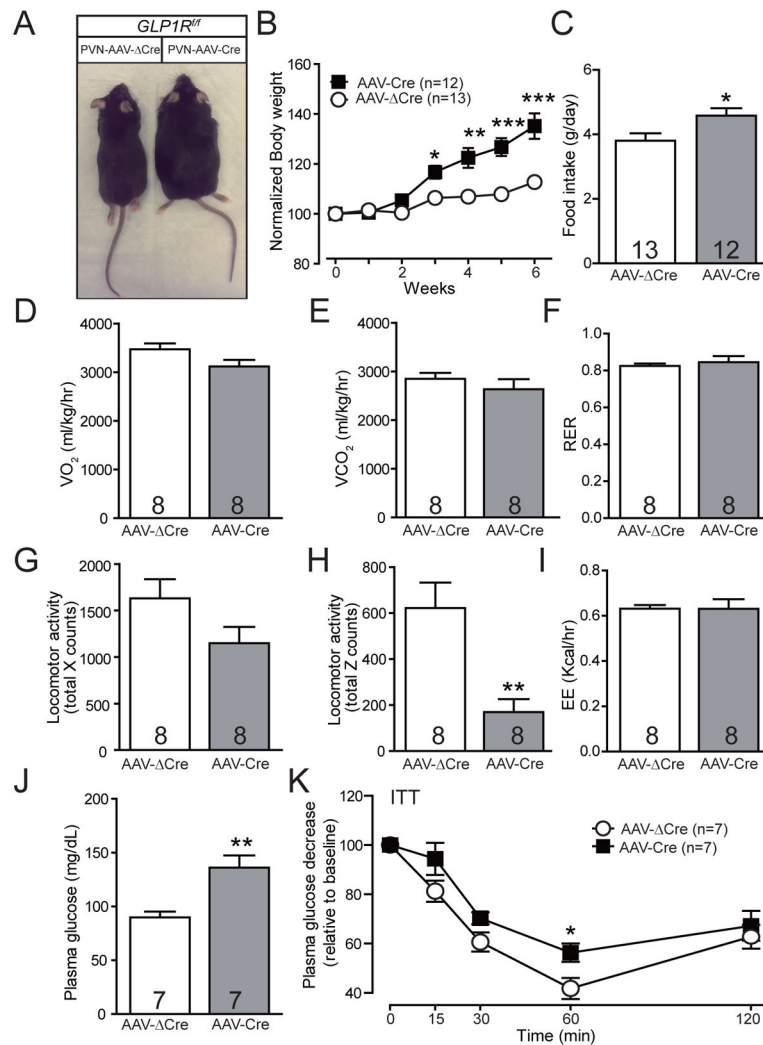 A
GLP1Rf/f
PVN-AAV-ΔCre PVN-AAV-Cre
B
Normalized Body weight
160
140
120
100
80
AAV-Cre (n=12)
AAV-ΔCre (n=13)
* ** *** ***
0 2 4 6
Weeks
C
Food intake (g/day)
6
4
2
0
*
13 12
AAV-ΔCre AAV-Cre
D
VO2 (ml/kg/hr)
4000
3000
2000
1000
0
8 8
AAV-ΔCre AAV-Cre
E
VCO2 (ml/kg/hr)
4000
3000
2000
1000
0
8 8
AAV-ΔCre AAV-Cre
F
RER
1.0
0.8
0.6
0.4
0.2
0.0
8 8
AAV-ΔCre AAV-Cre
G
Locomotor activity
(total X counts)
2000
1500
1000
500
0
8 8
AAV-ΔCre AAV-Cre
H
Locomotor activity
(total Z counts)
800
600
400
200
0
**
8 8
AAV-ΔCre AAV-Cre
I
EE (Kcal/hr)
0.8
0.6
0.4
0.2
0.0
8 8
AAV-ΔCre AAV-Cre
J
Plasma glucose (mg/dL)
200
150
100
50
0
**
7 7
AAV-ΔCre AAV-Cre
K
ITT
Plasma glucose decrease
(relative to baseline)
120
100
80
60
40
AAV-ΔCre (n=7)
AAV-Cre (n=7)
*
0 15 30 60 120
Time (min)